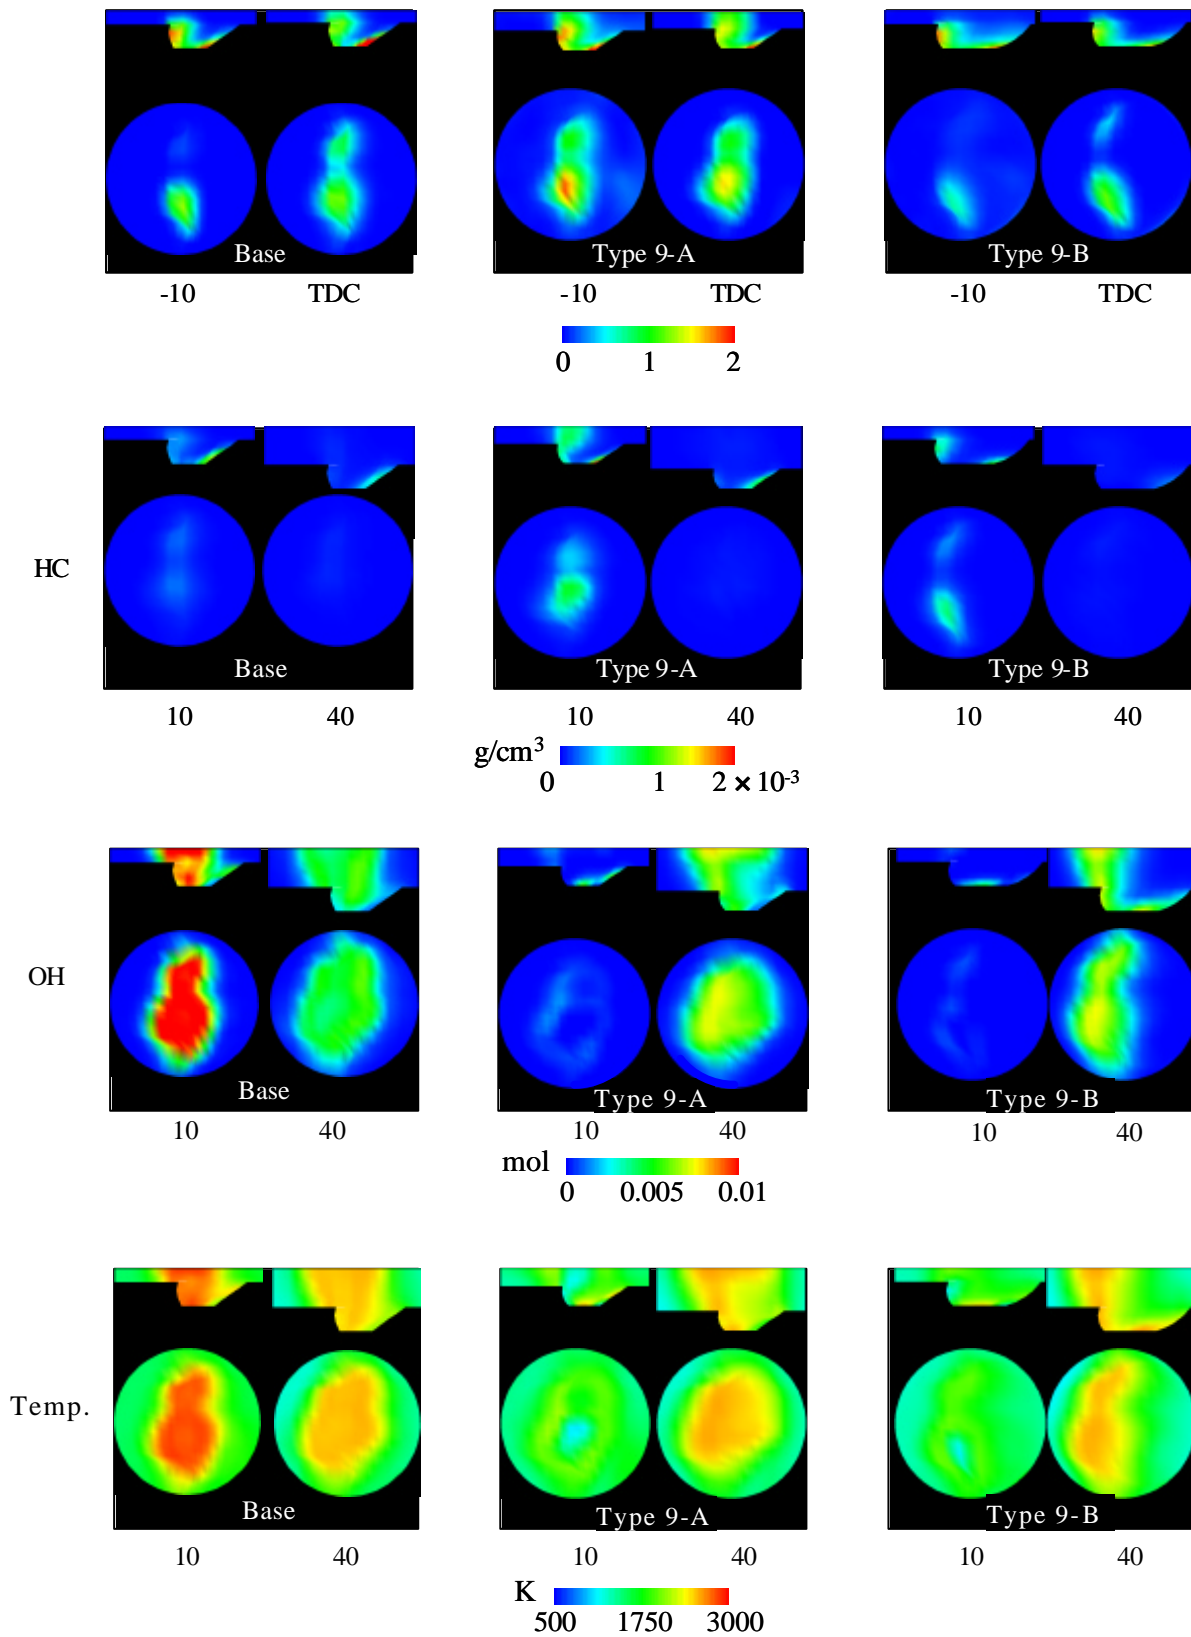 Base Type 9-A Type 9-B
-10 TDC -10 TDC -10 TDC
0 1 2
HC
Base Type 9-A Type 9-B
10 40 10 40 10 40
g/cm³
0 1 2 × 10⁻³
OH
Base Type 9-A Type 9-B
10 40 10 40 10 40
mol
0 0.005 0.01
Temp.
Base Type 9-A Type 9-B
10 40 10 40 10 40
K
500 1750 3000